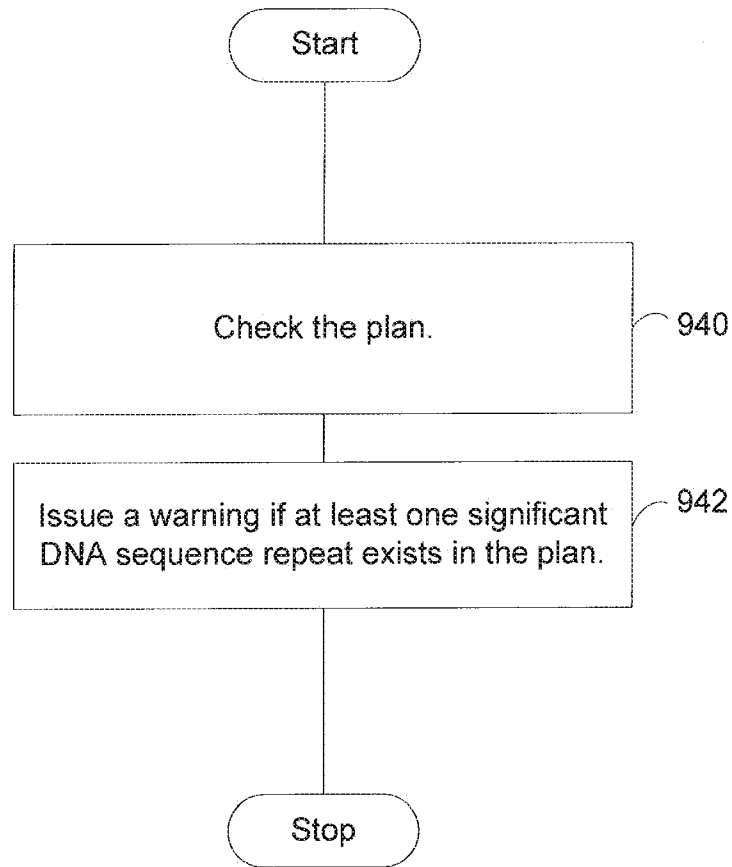 Start
Check the plan.
940
Issue a warning if at least one significant
DNA sequence repeat exists in the plan.
942
Stop